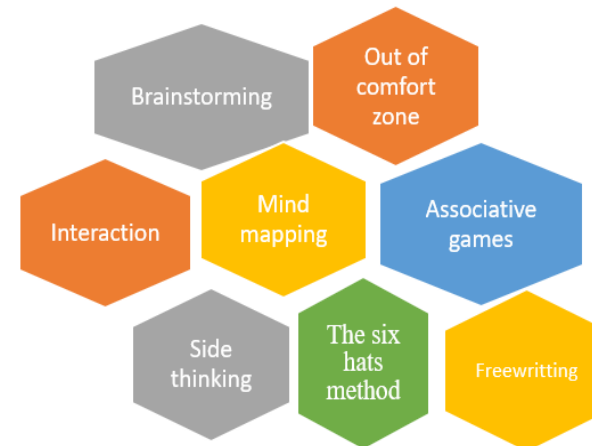 Brainstorming
Out of
comfort
zone
Interaction
Mind
mapping
Associative
games
Side
thinking
The six
hats
method
Freewritting